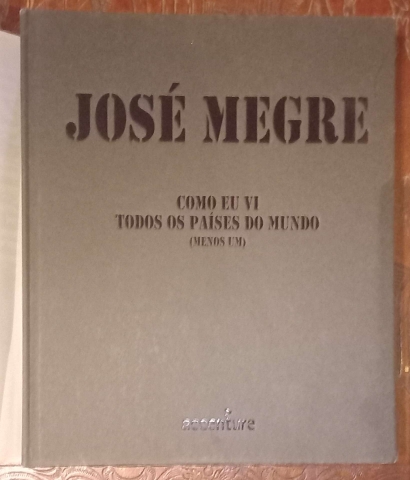 JOSÉ MEGRE
COMO EU VI
TODOS OS PAÍSES DO MUNDO
(MENOS UM)
accenture